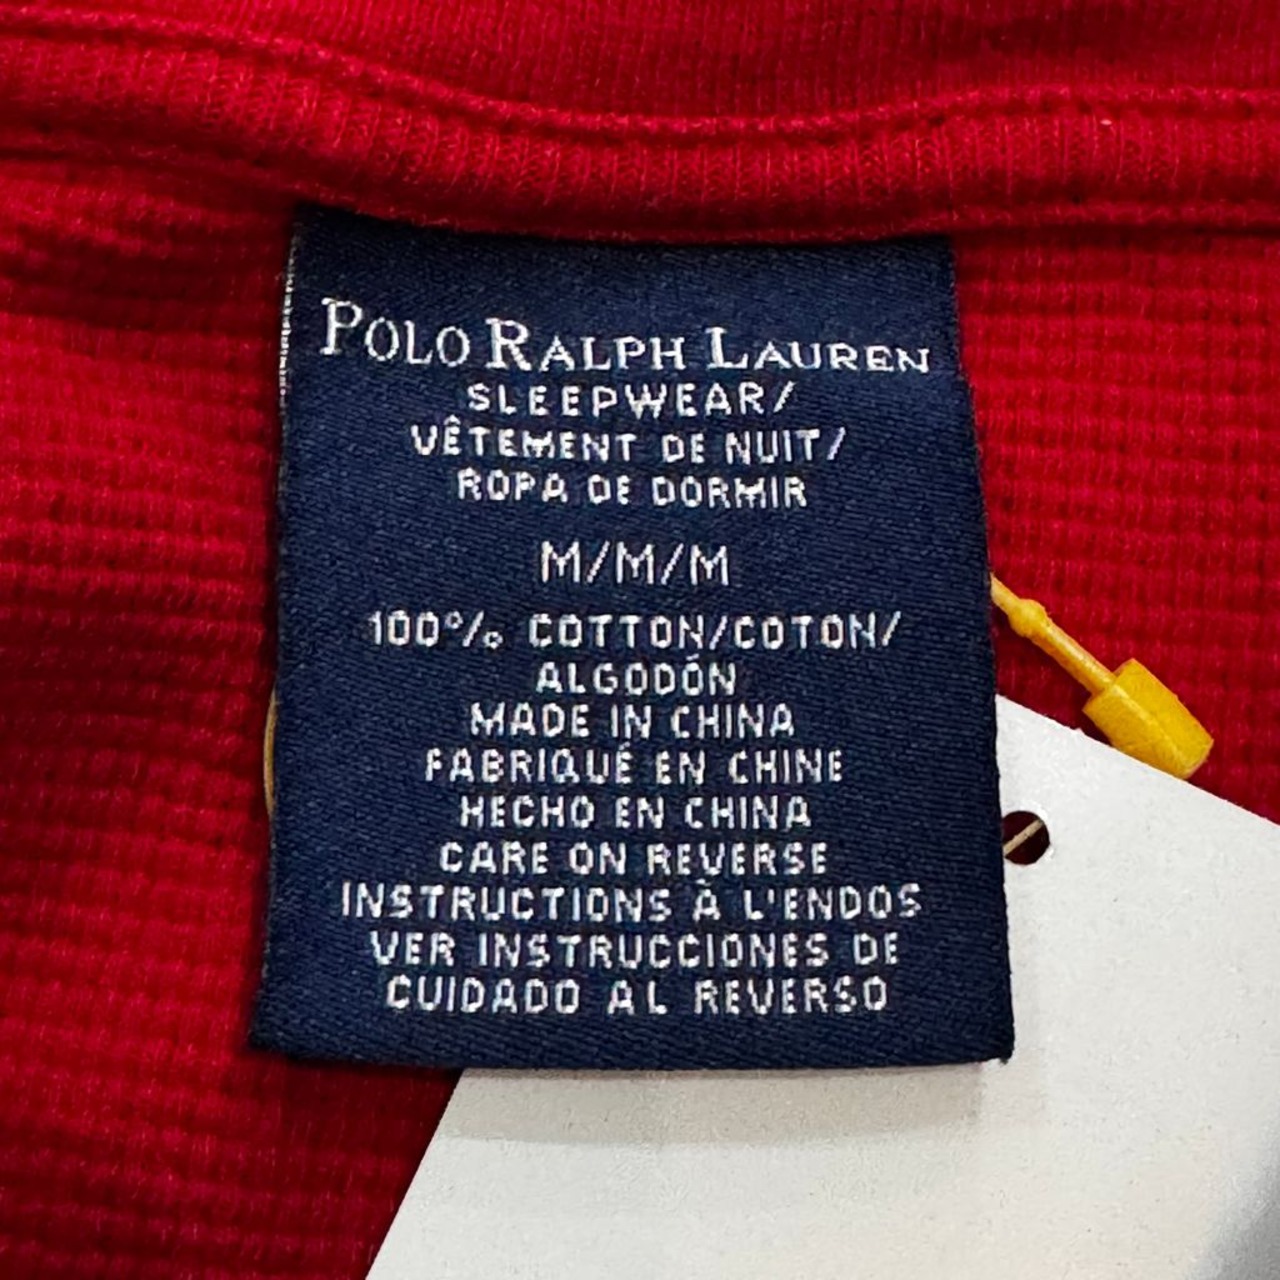 POLO RALPH LAUREN
SLEEPWEAR/
VÊTEMENT DE NUIT/
ROPA DE DORMIR
M/M/M
100% COTTON/COTON/
ALGODÓN
MADE IN CHINA
FABRIQUÉ EN CHINE
HECHO EN CHINA
CARE ON REVERSE
INSTRUCTIONS À L'ENDOS
VER INSTRUCCIONES DE
CUIDADO AL REVERSO